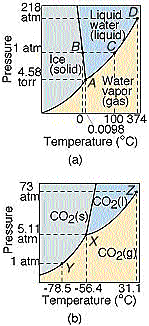 218 atm
Liquid water (liquid)
D
1 atm
B
C
Ice (solid)
4.58 torr
A
Water vapor (gas)
Pressure
0 100 374
0.0098
Temperature (°C)
(a)
73 atm
Z
CO2(l)
CO2(s)
5.11 atm
X
CO2(g)
1 atm
Y
Pressure
-78.5 -56.4 31.1
Temperature (°C)
(b)